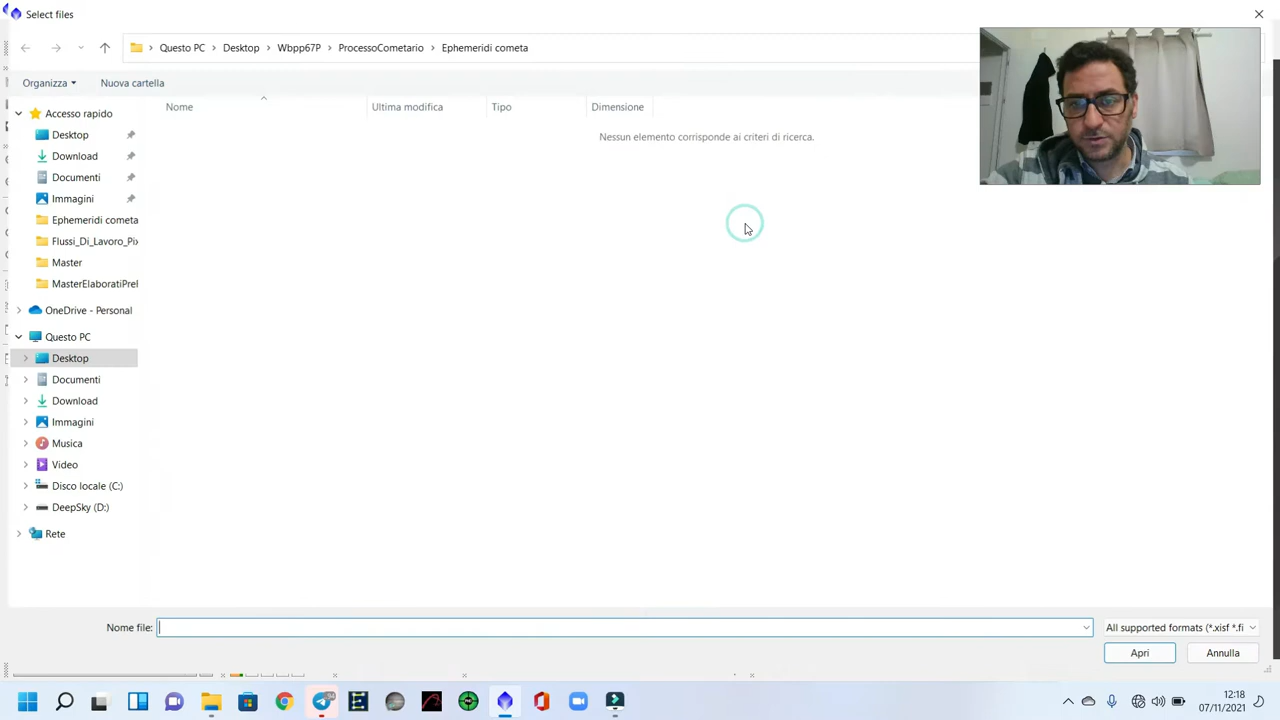 Select files
Questo PC > Desktop > Wbpp67P > ProcessoCometario > Ephemeridi cometa
Organizza Nuova cartella
Nome Ultima modifica Tipo Dimensione
Nessun elemento corrisponde ai criteri di ricerca.
Accesso rapido
Desktop
Download
Documenti
Immagini
Ephemeridi cometa
Flussi_Di_Lavoro_Pix
Master
MasterElaboratiPrel
OneDrive - Personal
Questo PC
Desktop
Documenti
Download
Immagini
Musica
Video
Disco locale (C:)
DeepSky (D:)
Rete
Nome file: All supported formats (*.xisf *.fi
Apri Annulla
12:18
07/11/2021